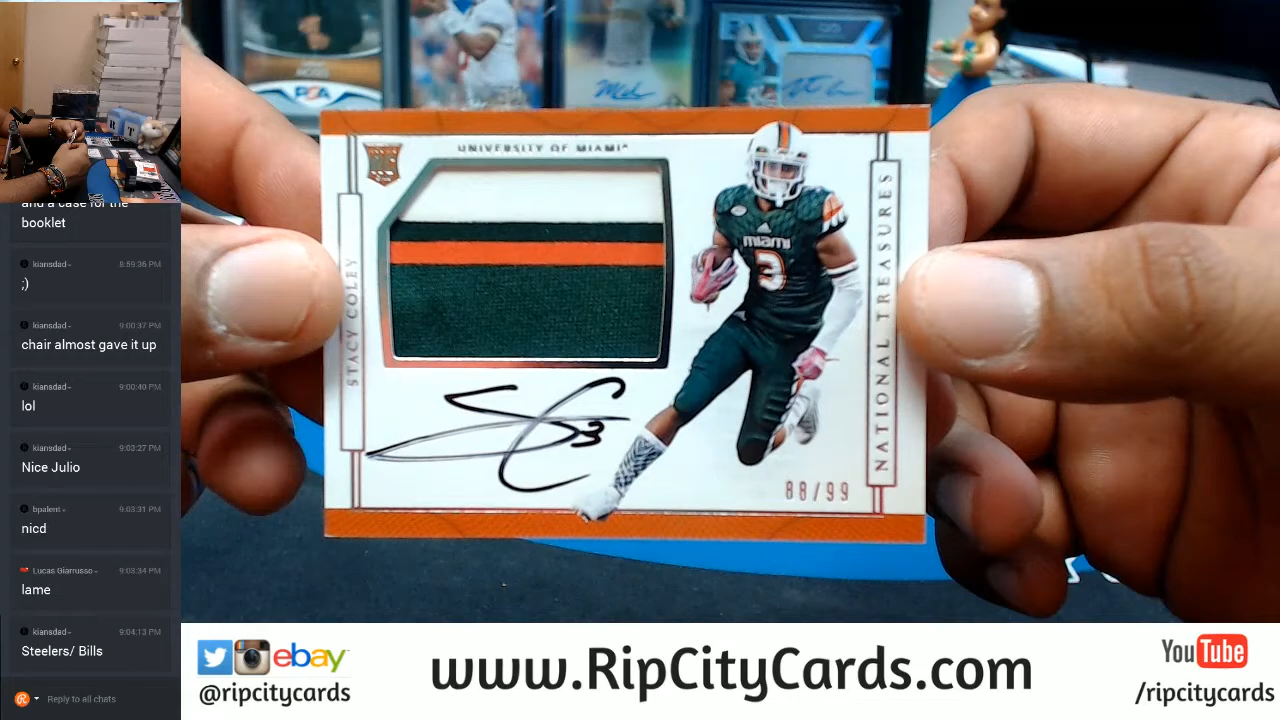 and a case for the
booklet
kiansdad
8:59:36 PM
;)
kiansdad
9:00:37 PM
chair almost gave it up
kiansdad
9:00:40 PM
lol
kiansdad
9:03:27 PM
Nice Julio
bpalent
9:03:31 PM
nicd
Lucas Giarrusso
9:03:34 PM
lame
kiansdad
9:04:13 PM
Steelers/ Bills
Reply to all chats
PSA
UNIVERSITY OF MIAMI
STACY COLEY
MIAMI
3
NATIONAL TREASURES
88/99
ebay
@ripcitycards
www.RipCityCards.com
YouTube
/ripcitycards